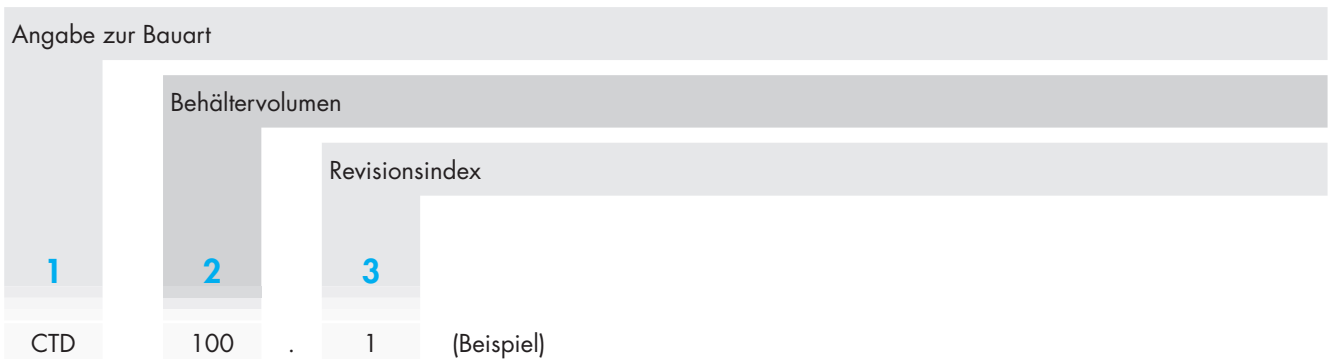 Angabe zur Bauart
Behältervolumen
Revisionsindex
1 2 3
CTD 100 . 1 (Beispiel)